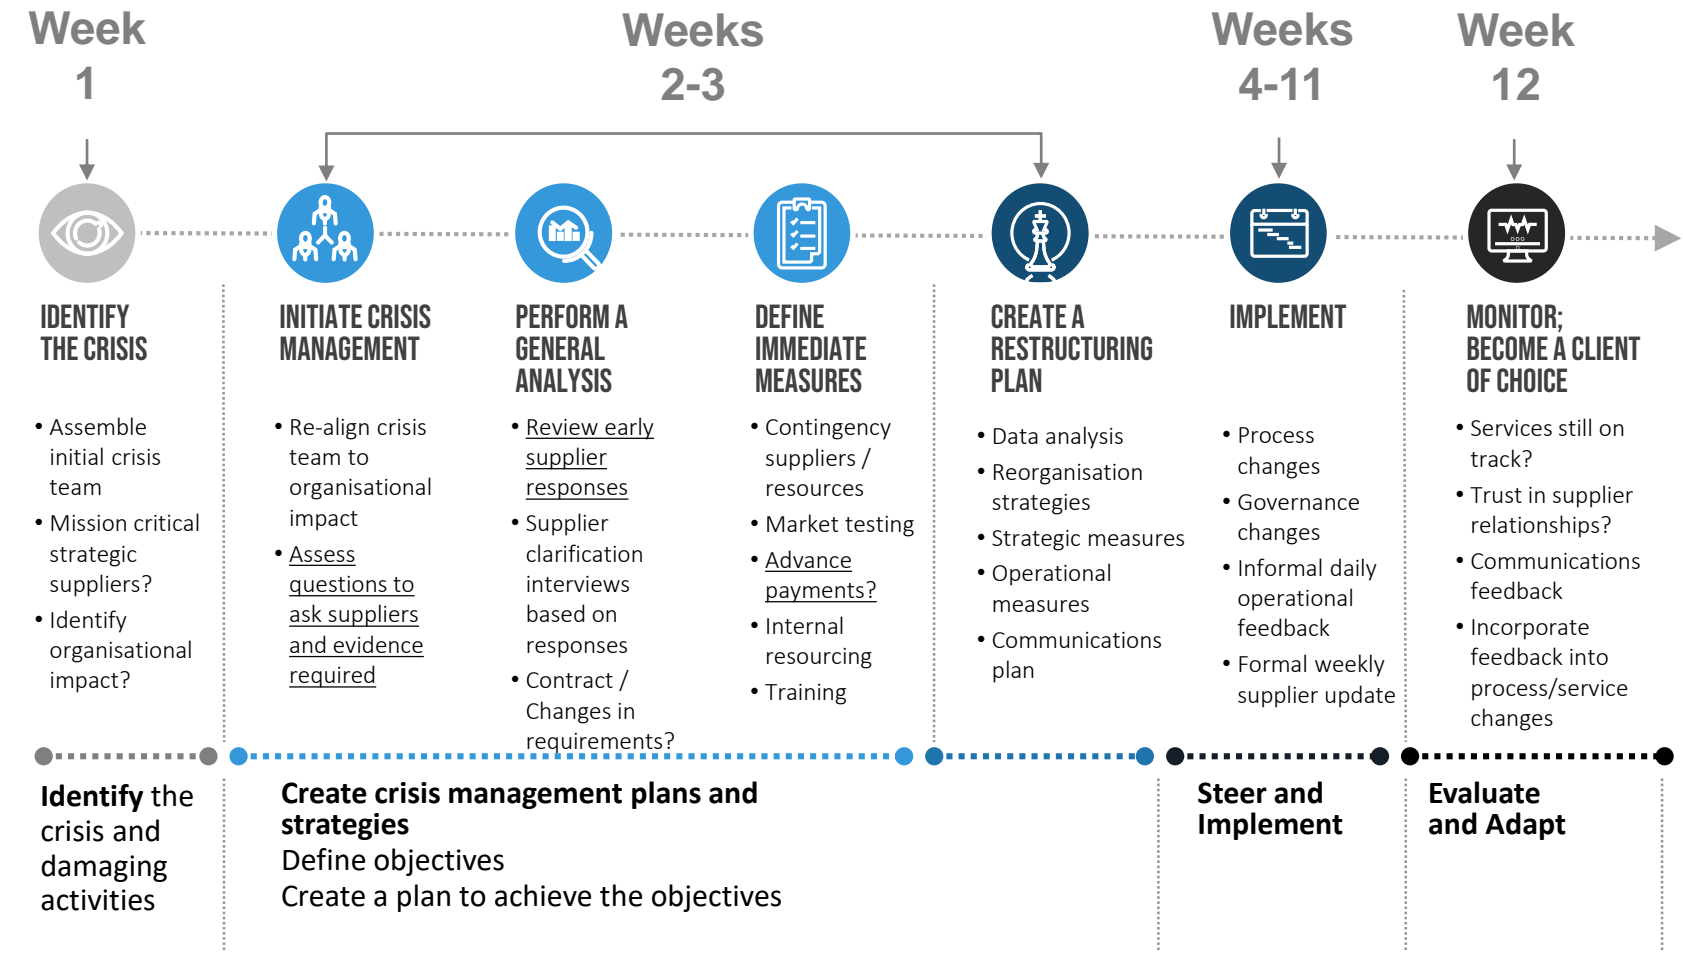 Week
1
Weeks
2-3
Weeks
4-11
Week
12
IDENTIFY
THE CRISIS
• Assemble
initial crisis
team
• Mission critical
strategic
suppliers?
• Identify
organisational
impact?
INITIATE CRISIS
MANAGEMENT
• Re-align crisis
team to
organisational
impact
• Assess
questions to
ask suppliers
and evidence
required
PERFORM A
GENERAL
ANALYSIS
• Review early
supplier
responses
• Supplier
clarification
interviews
based on
responses
• Contract /
Changes in
requirements?
DEFINE
IMMEDIATE
MEASURES
• Contingency
suppliers /
resources
• Market testing
• Advance
payments?
• Internal
resourcing
• Training
CREATE A
RESTRUCTURING
PLAN
• Data analysis
• Reorganisation
strategies
• Strategic measures
• Operational
measures
• Communications
plan
IMPLEMENT
• Process
changes
• Governance
changes
• Informal daily
operational
feedback
• Formal weekly
supplier update
MONITOR;
BECOME A CLIENT
OF CHOICE
• Services still on
track?
• Trust in supplier
relationships?
• Communications
feedback
• Incorporate
feedback into
process/service
changes
Identify the
crisis and
damaging
activities
Create crisis management plans and
strategies
Define objectives
Create a plan to achieve the objectives
Steer and
Implement
Evaluate
and Adapt